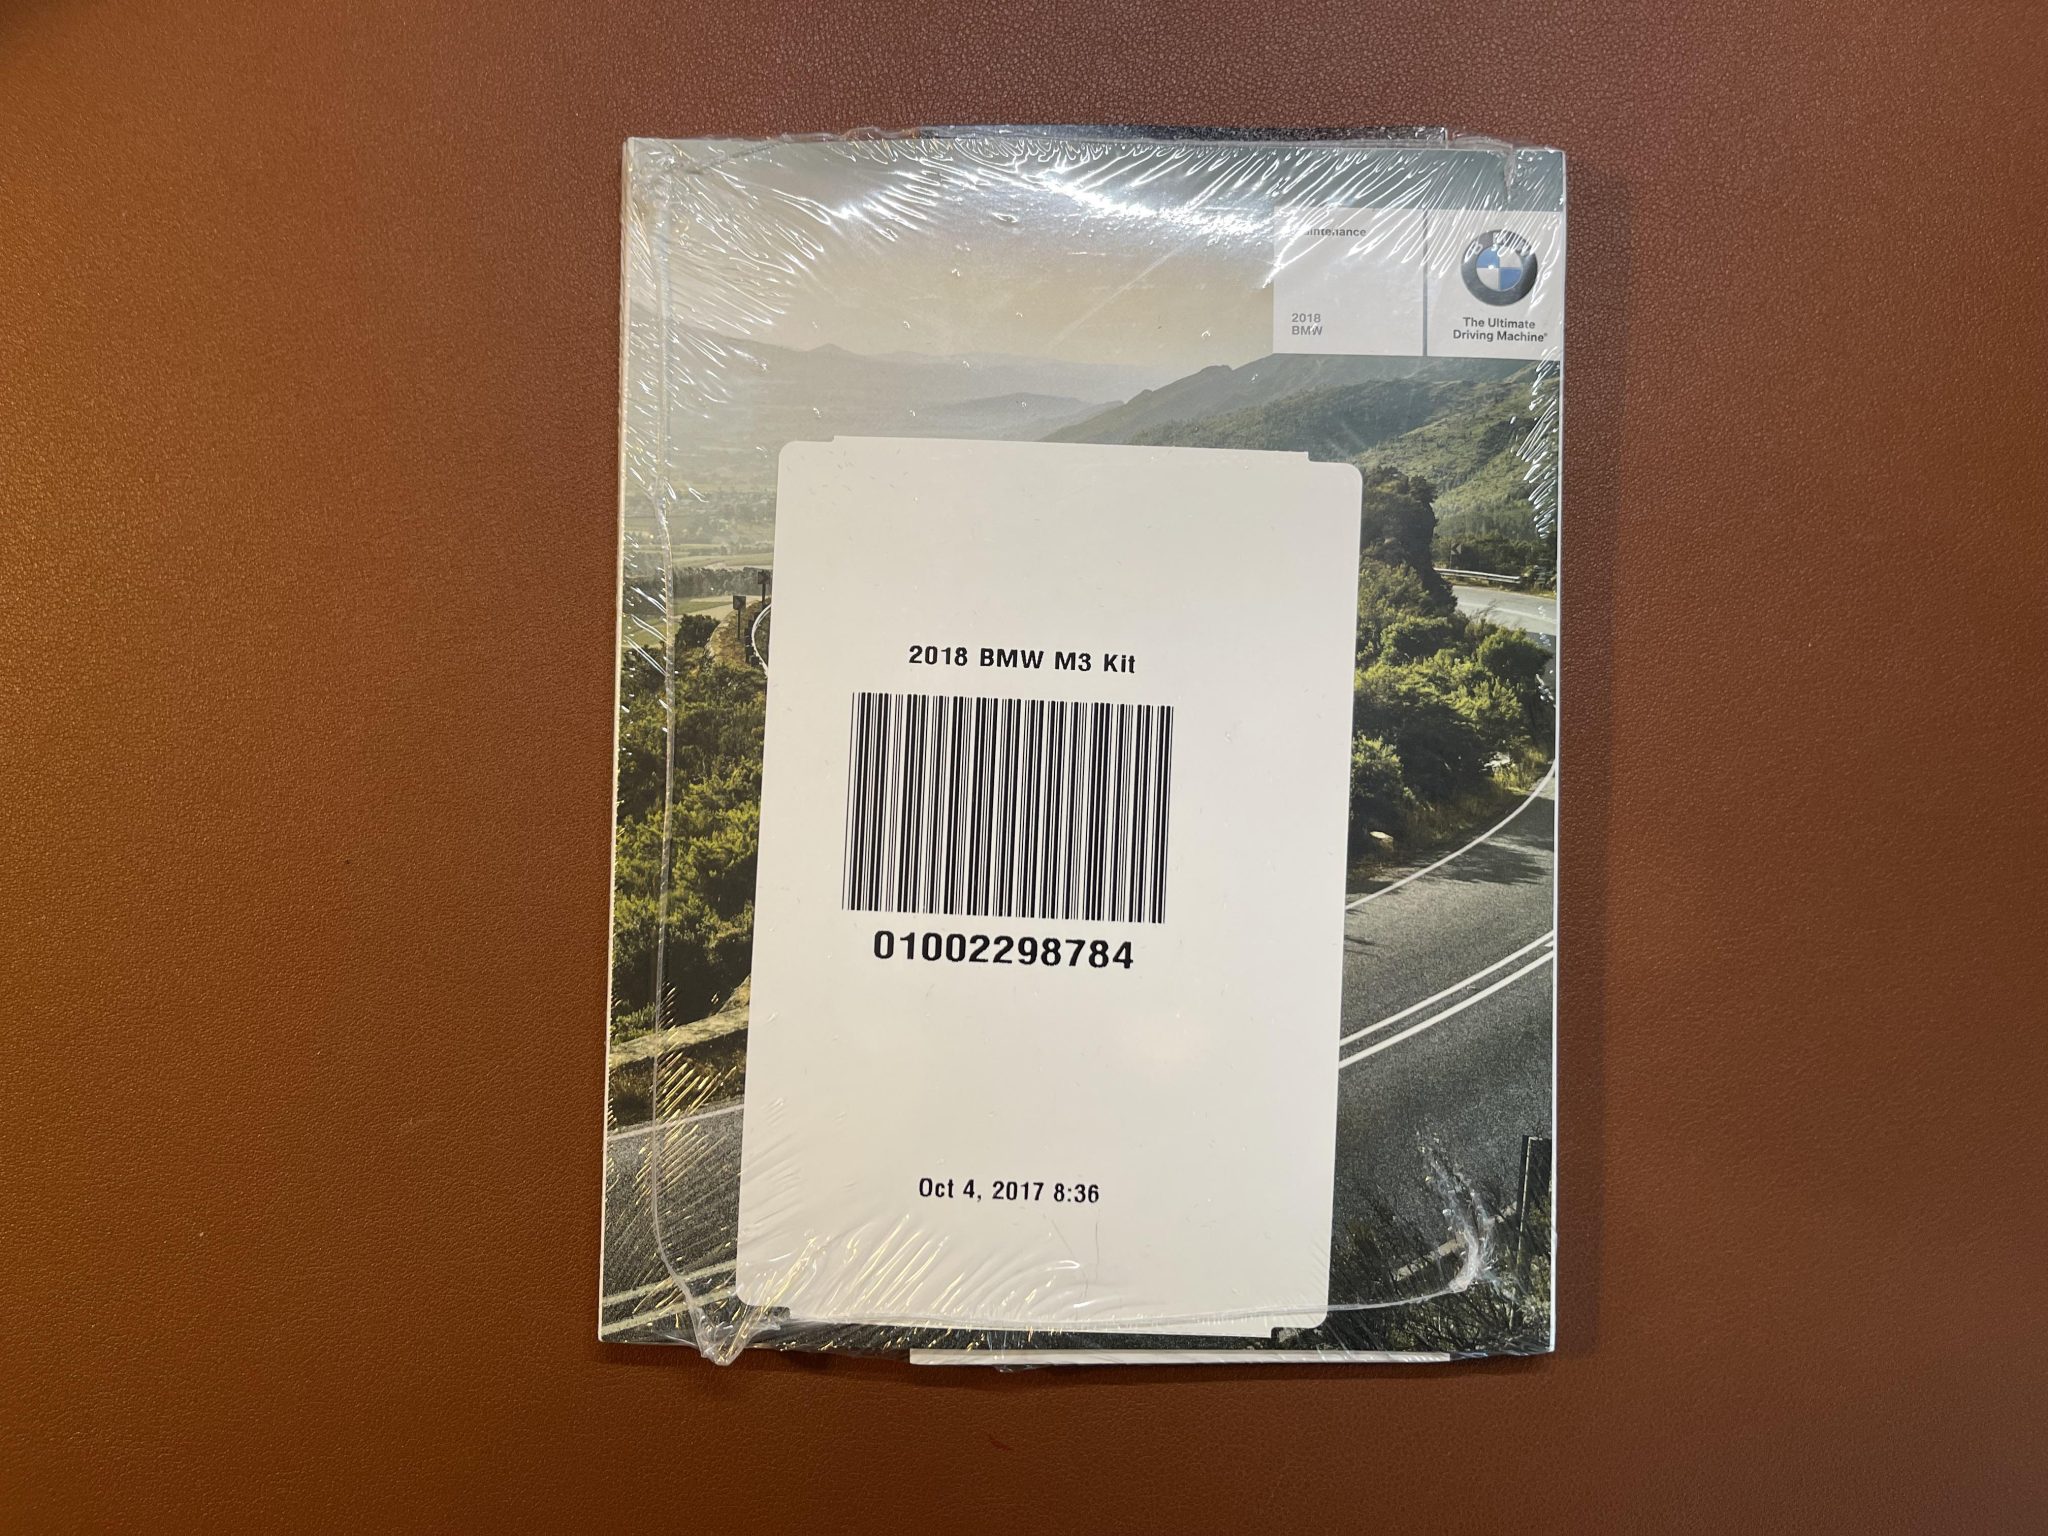 2018
BMW
The Ultimate
Driving Machine®
2018 BMW M3 Kit
01002298784
Oct 4, 2017 8:36